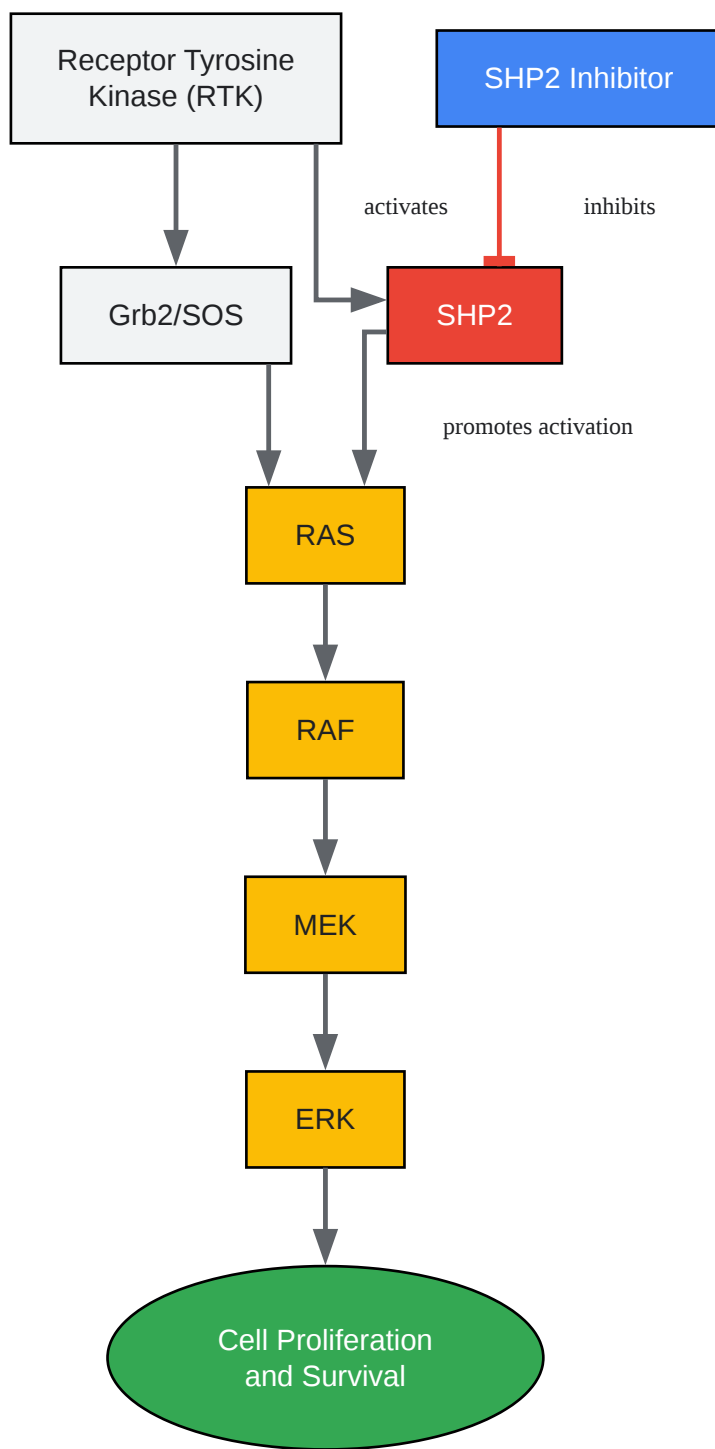 Receptor Tyrosine
Kinase (RTK)
SHP2 Inhibitor
activates
inhibits
Grb2/SOS
SHP2
promotes activation
RAS
RAF
MEK
ERK
Cell Proliferation
and Survival